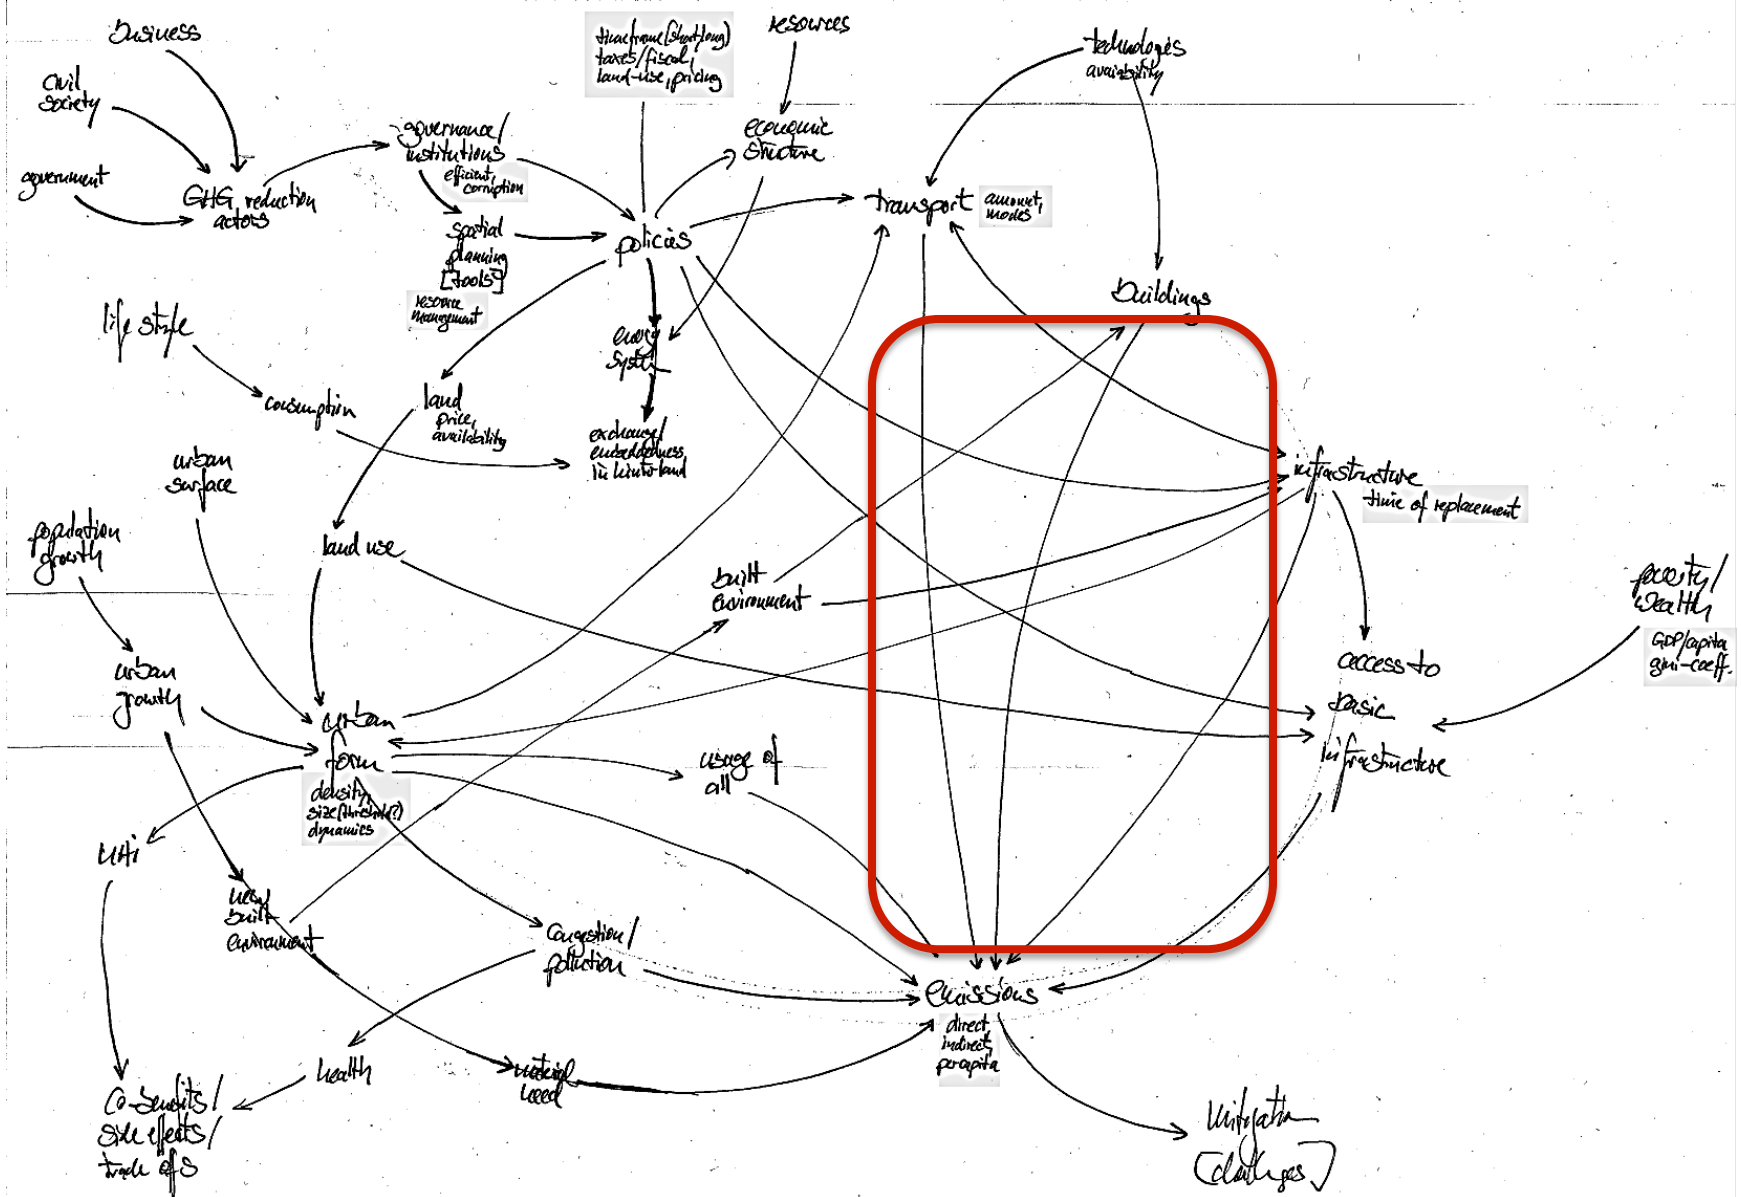 business
timeframe (short/long)
taxes/fiscal,
land-use, pricing
resources
technologies
availability
civil
society
governance/
institutions
efficient,
corruption
economic
structure
government
GHG reduction
actors
spatial
planning
[tools]
resource
management
policies
transport
amount,
modes
buildings
life style
energy
system
consumption
land
price,
availability
exchange/
embeddedness
in hinterland
urban
surface
infrastructure
time of replacement
population
growth
land use
built
environment
poverty/
wealth
GDP/capita
gini-coeff.
urban
growth
access to
basic
infrastructure
urban
form
density,
size (threshold?)
dynamics
usage of
all
UHI
new
built
environment
Congestion/
pollution
emissions
direct,
indirect,
per capita
health
material
need
Co-benefits/
side effects/
trade offs
Mitigation